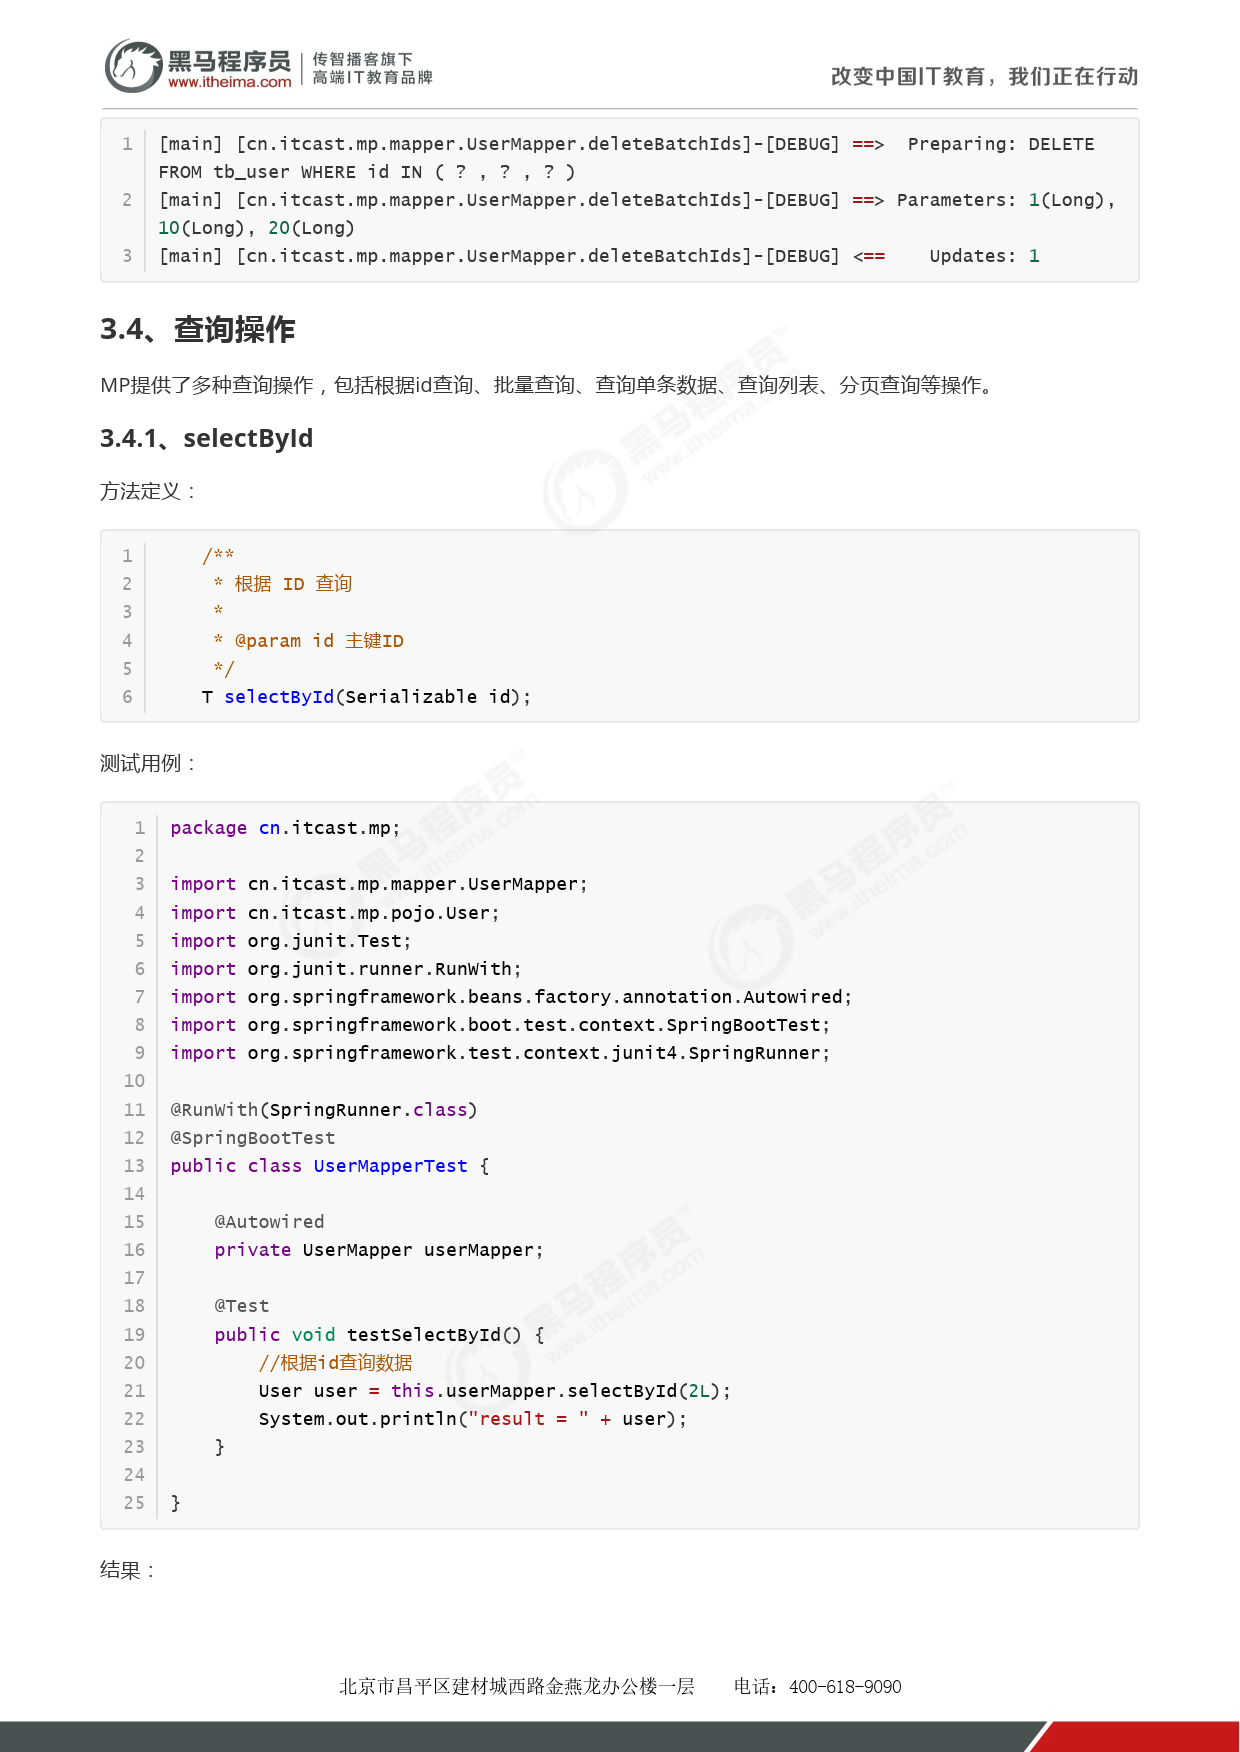 黑马程序员
www.itheima.com
传智播客旗下
高端IT教育品牌
改变中国IT教育，我们正在行动
1 [main] [cn.itcast.mp.mapper.UserMapper.deleteBatchIds]-[DEBUG] ==>  Preparing: DELETE
FROM tb_user WHERE id IN ( ? , ? , ? )
2 [main] [cn.itcast.mp.mapper.UserMapper.deleteBatchIds]-[DEBUG] ==> Parameters: 1(Long),
10(Long), 20(Long)
3 [main] [cn.itcast.mp.mapper.UserMapper.deleteBatchIds]-[DEBUG] <==    Updates: 1
3.4、查询操作
MP提供了多种查询操作，包括根据id查询、批量查询、查询单条数据、查询列表、分页查询等操作。
3.4.1、selectById
方法定义：
1     /**
2      * 根据 ID 查询
3      *
4      * @param id 主键ID
5      */
6     T selectById(Serializable id);
测试用例：
1 package cn.itcast.mp;
2
3 import cn.itcast.mp.mapper.UserMapper;
4 import cn.itcast.mp.pojo.User;
5 import org.junit.Test;
6 import org.junit.runner.RunWith;
7 import org.springframework.beans.factory.annotation.Autowired;
8 import org.springframework.boot.test.context.SpringBootTest;
9 import org.springframework.test.context.junit4.SpringRunner;
10
11 @RunWith(SpringRunner.class)
12 @SpringBootTest
13 public class UserMapperTest {
14
15     @Autowired
16     private UserMapper userMapper;
17
18     @Test
19     public void testSelectById() {
20         //根据id查询数据
21         User user = this.userMapper.selectById(2L);
22         System.out.println("result = " + user);
23     }
24
25 }
结果：
北京市昌平区建材城西路金燕龙办公楼一层 电话：400-618-9090